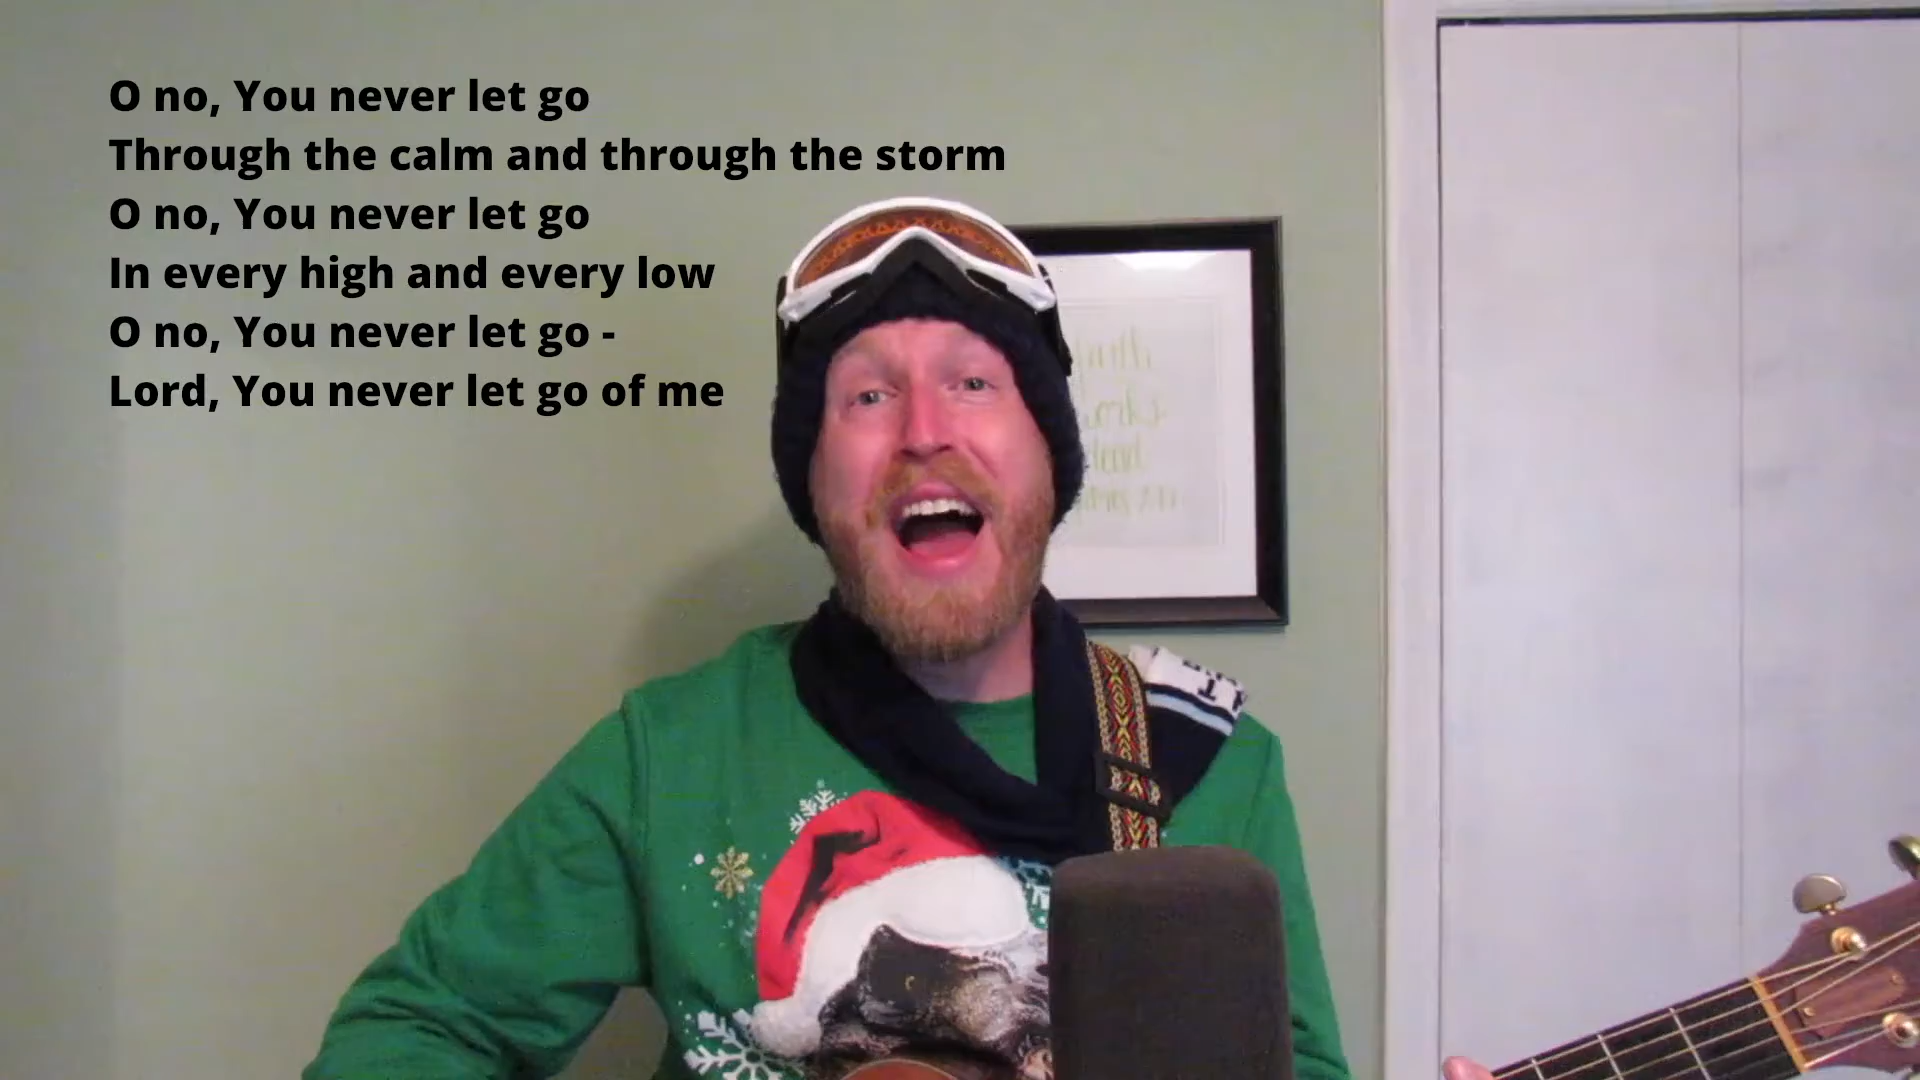 O no, You never let go
Through the calm and through the storm
O no, You never let go
In every high and every low
O no, You never let go -
Lord, You never let go of me